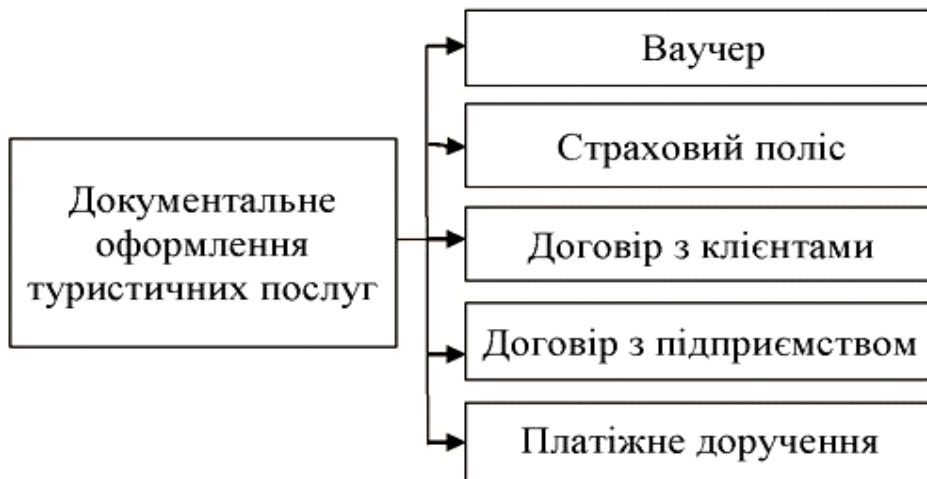 Документальне
оформлення
туристичних послуг
Ваучер
Страховий поліс
Договір з клієнтами
Договір з підприємством
Платіжне доручення